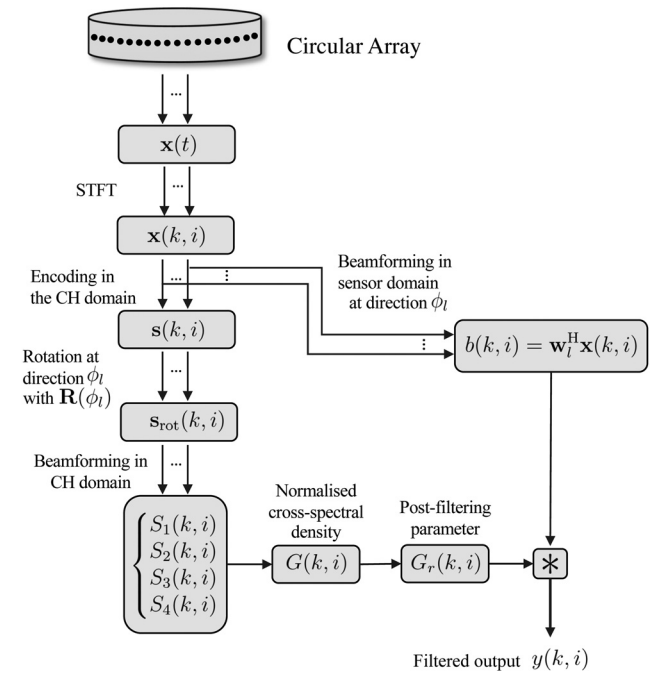 Circular Array
...
x(t)
STFT
...
x(k, i)
Encoding in
the CH domain
...
⋮
Beamforming in
sensor domain
at direction ϕ_l
s(k, i)
⋮
b(k, i) = w_l^H x(k, i)
Rotation at
direction ϕ_l
with R(ϕ_l)
...
s_rot(k, i)
Beamforming in
CH domain
...
S_1(k, i)
S_2(k, i)
S_3(k, i)
S_4(k, i)
Normalised
cross-spectral
density
G(k, i)
Post-filtering
parameter
G_r(k, i)
*
Filtered output y(k, i)